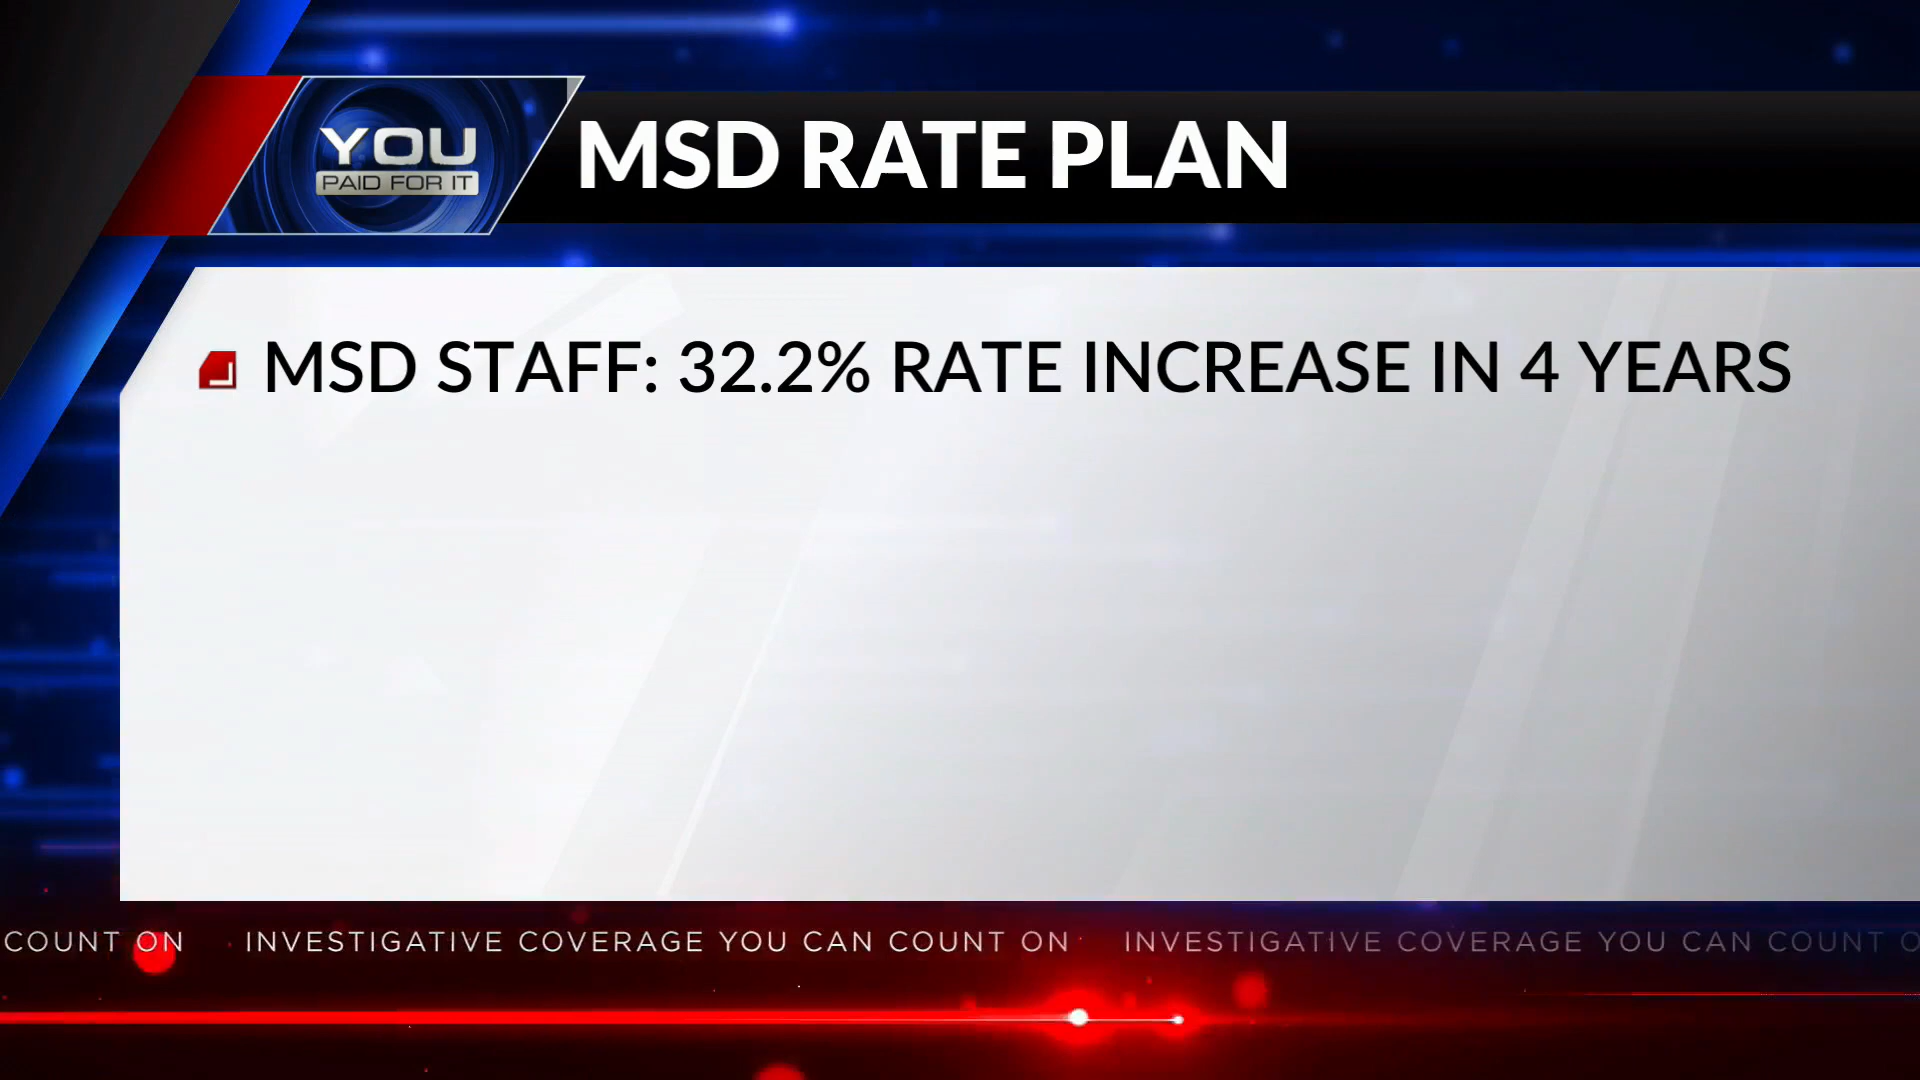 YOU
PAID FOR IT
MSD RATE PLAN
MSD STAFF: 32.2% RATE INCREASE IN 4 YEARS
COUNT ON INVESTIGATIVE COVERAGE YOU CAN COUNT ON INVESTIGATIVE COVERAGE YOU CAN COUNT O